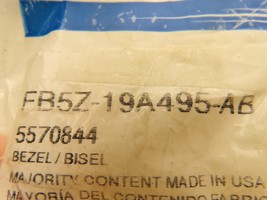 FB5Z-19A495-AB
5570844
BEZEL/BISEL
MAJORITY CONTENT MADE IN USA
MAYORIA DEL CONTENIDO FABRIC